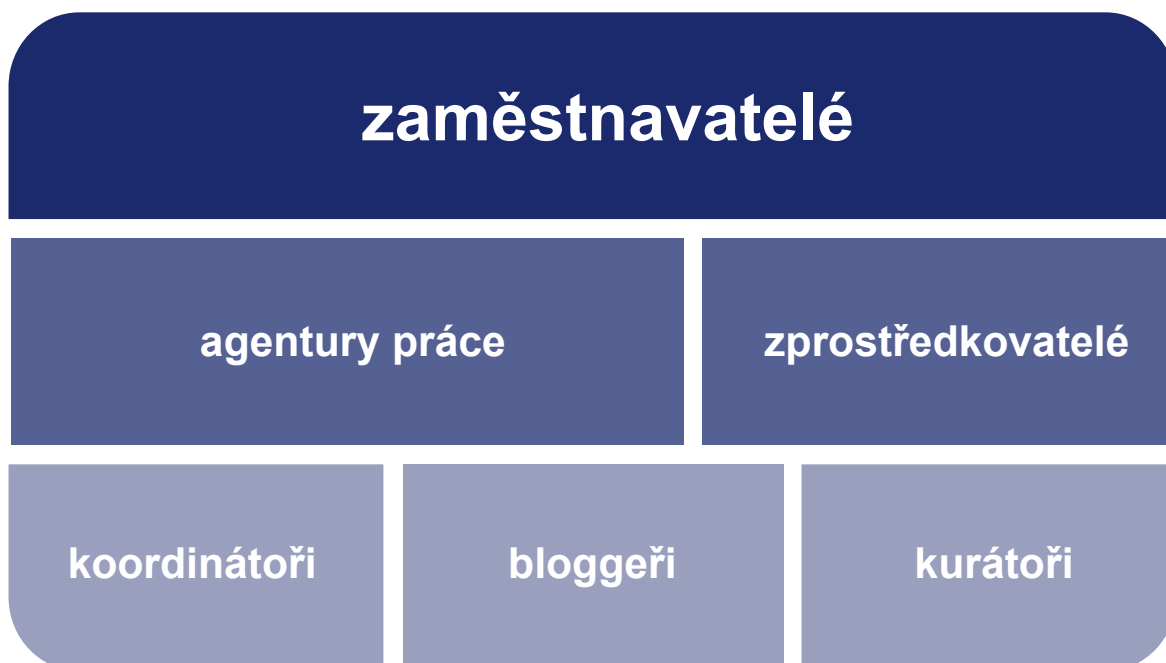 zaměstnavatelé
agentury práce
zprostředkovatelé
koordinátoři
bloggeři
kurátoři